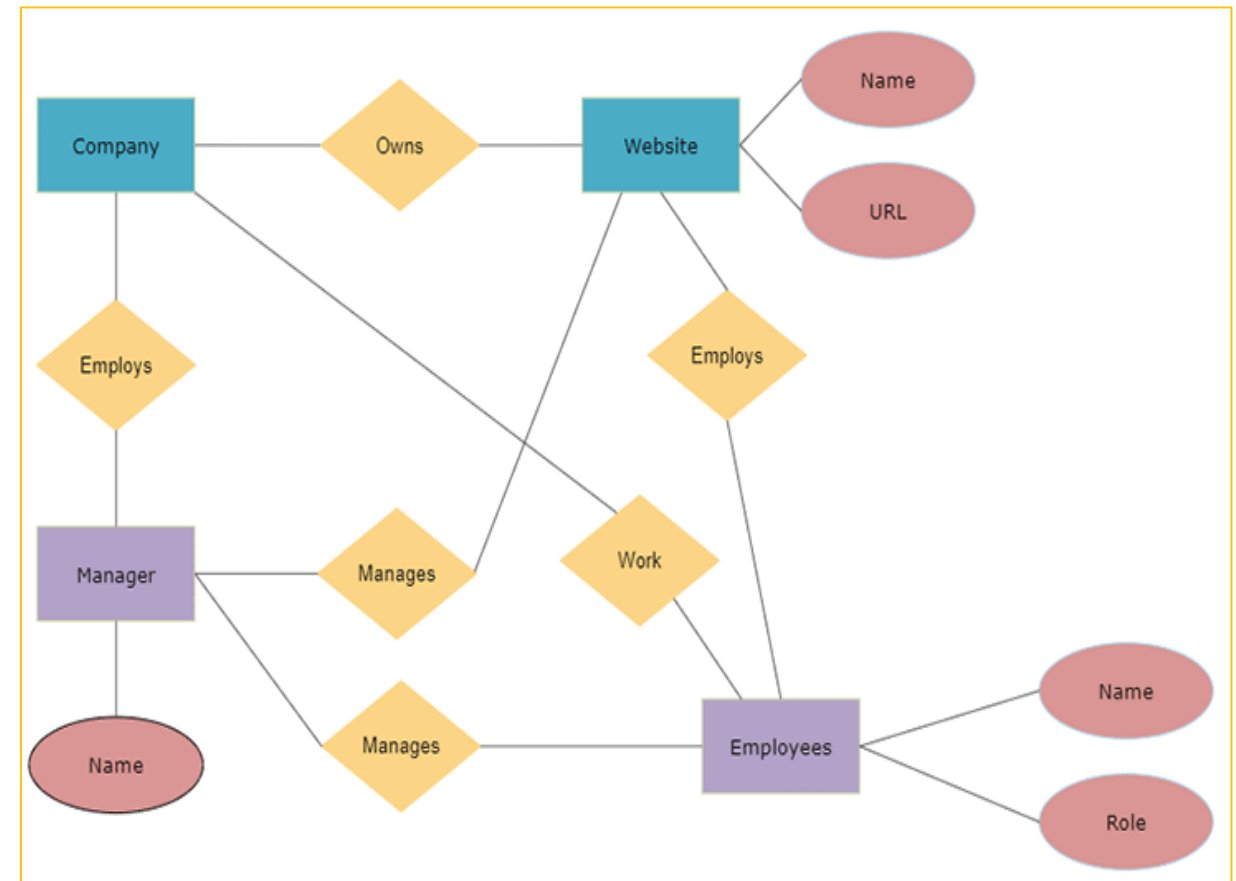 Name
Company
Owns
Website
URL
Employs
Employs
Work
Manager
Manages
Name
Manages
Employees
Name
Role